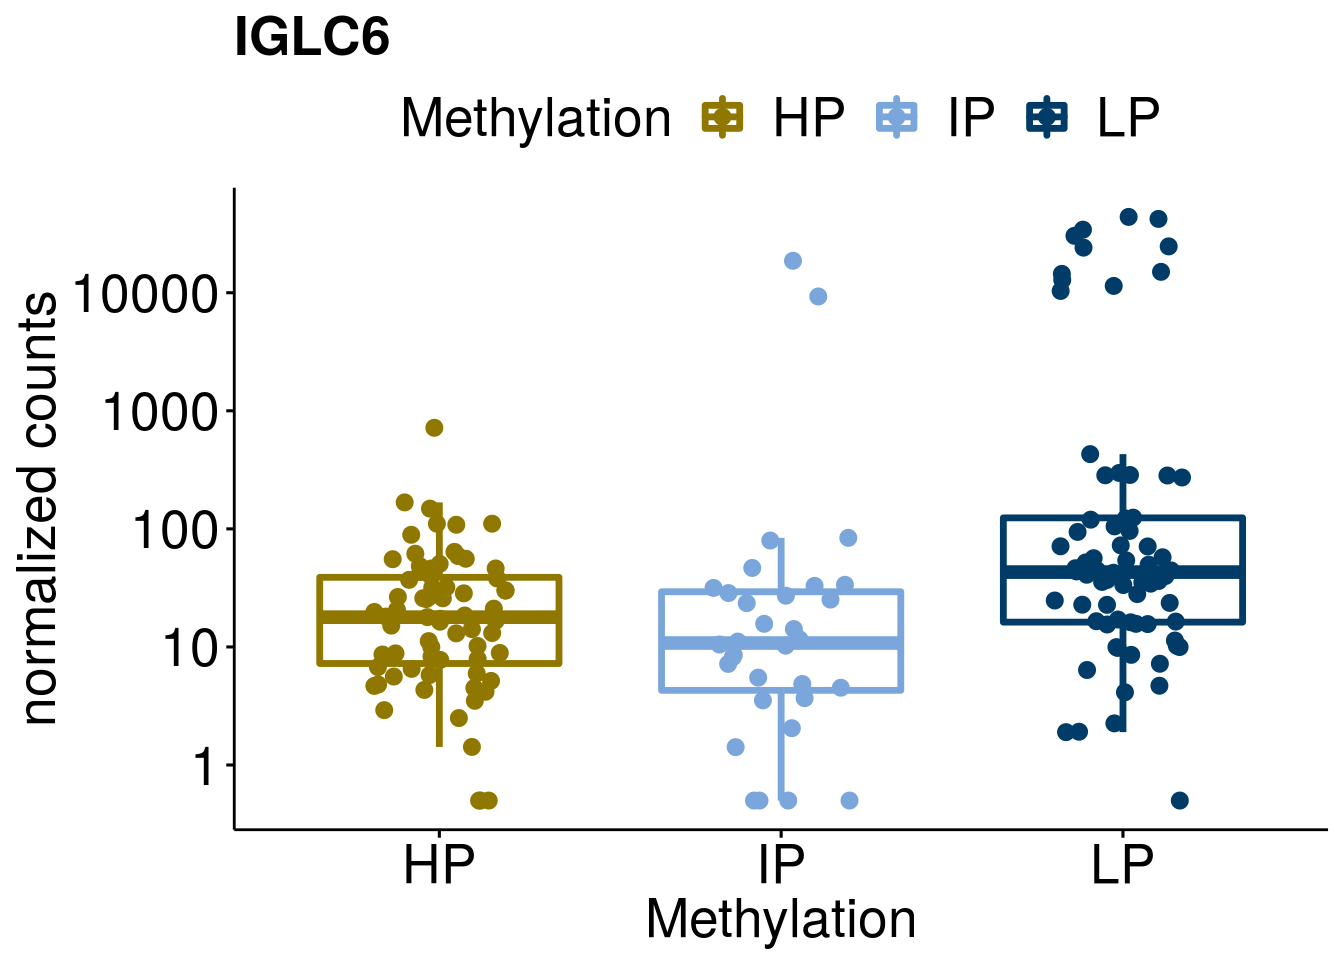 IGLC6
Methylation HP IP LP
normalized counts
10000
1000
100
10
1
HP IP LP
Methylation